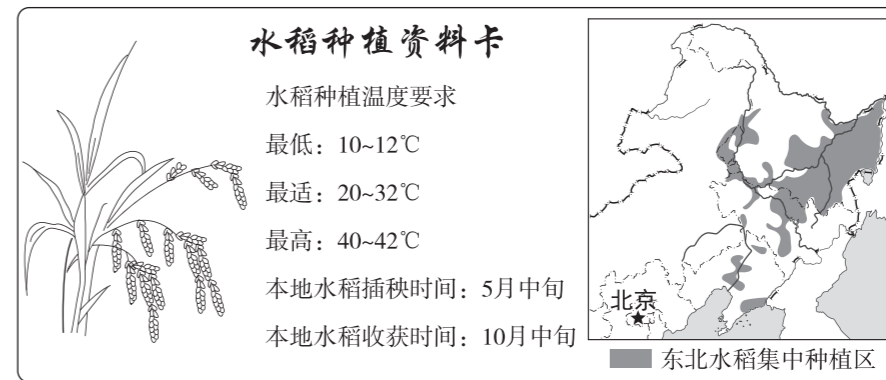 水稻种植资料卡
水稻种植温度要求
最低：10~12℃
最适：20~32℃
最高：40~42℃
本地水稻插秧时间：5月中旬
本地水稻收获时间：10月中旬
北京
东北水稻集中种植区